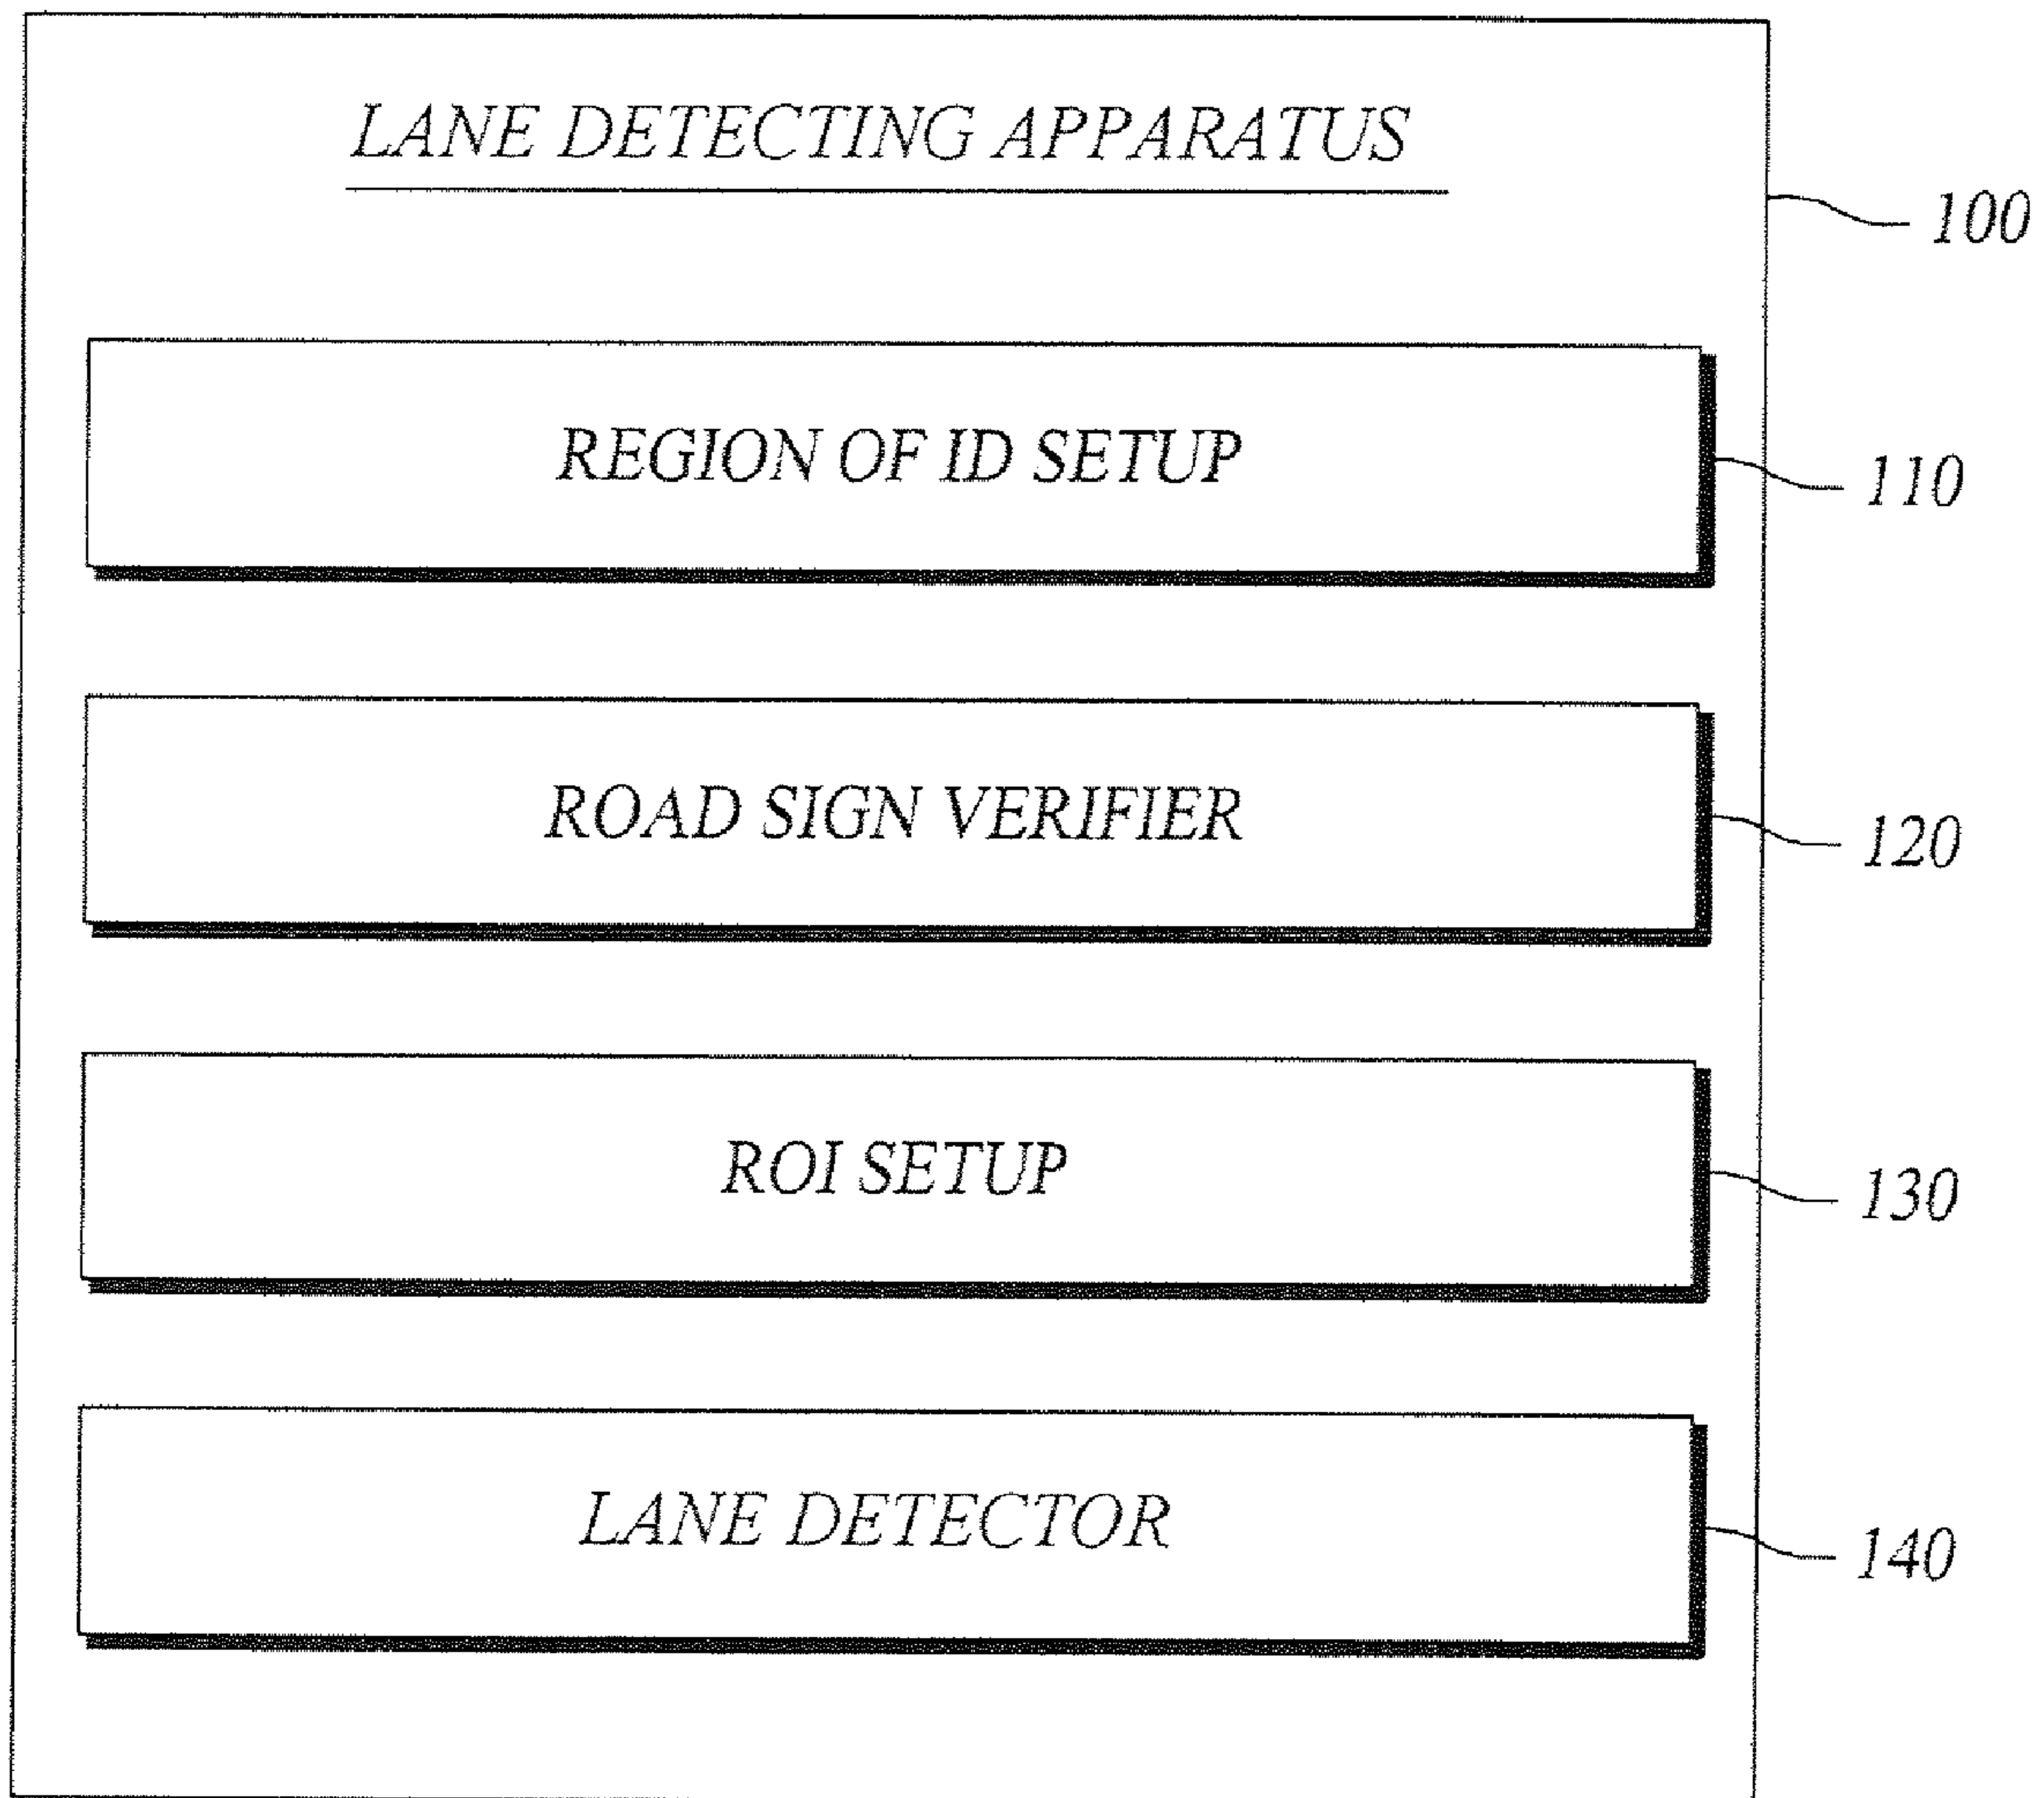 LANE DETECTING APPARATUS
100
REGION OF ID SETUP
110
ROAD SIGN VERIFIER
120
ROI SETUP
130
LANE DETECTOR
140